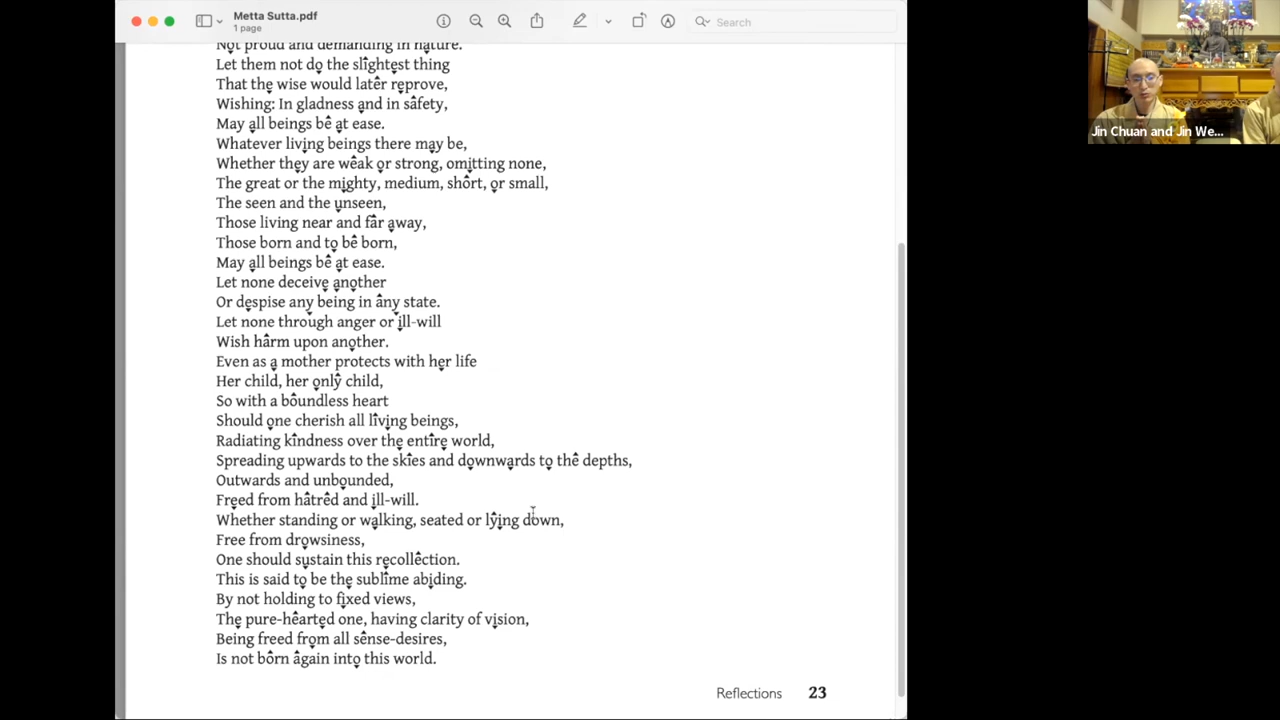 Metta Sutta.pdf
1 page
Search
Not proud and demanding in nature.
Let them not do the slightest thing
That the wise would later reprove,
Wishing: In gladness and in safety,
May all beings be at ease.
Whatever living beings there may be,
Whether they are weak or strong, omitting none,
The great or the mighty, medium, short, or small,
The seen and the unseen,
Those living near and far away,
Those born and to be born,
May all beings be at ease.
Let none deceive another
Or despise any being in any state.
Let none through anger or ill-will
Wish harm upon another.
Even as a mother protects with her life
Her child, her only child,
So with a boundless heart
Should one cherish all living beings,
Radiating kindness over the entire world,
Spreading upwards to the skies and downwards to the depths,
Outwards and unbounded,
Freed from hatred and ill-will.
Whether standing or walking, seated or lying down,
Free from drowsiness,
One should sustain this recollection.
This is said to be the sublime abiding.
By not holding to fixed views,
The pure-hearted one, having clarity of vision,
Being freed from all sense-desires,
Is not born again into this world.
Reflections 23
Jin Chuan and Jin We...